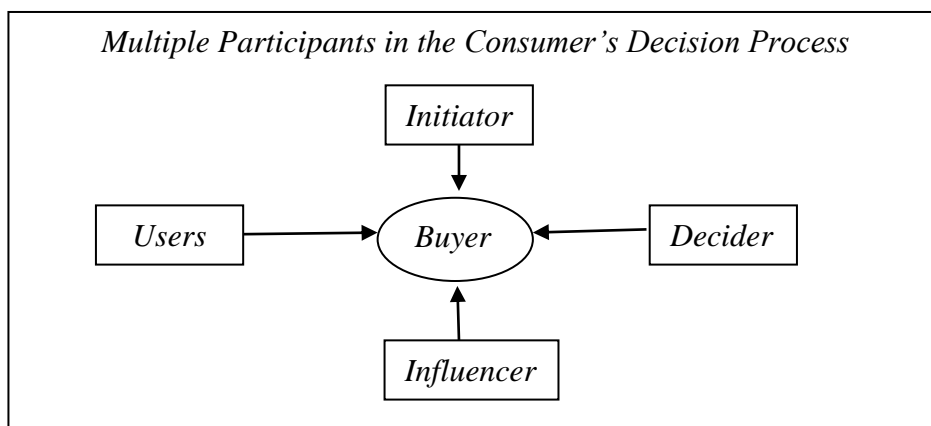 Multiple Participants in the Consumer’s Decision Process
Initiator
Users
Buyer
Decider
Influencer